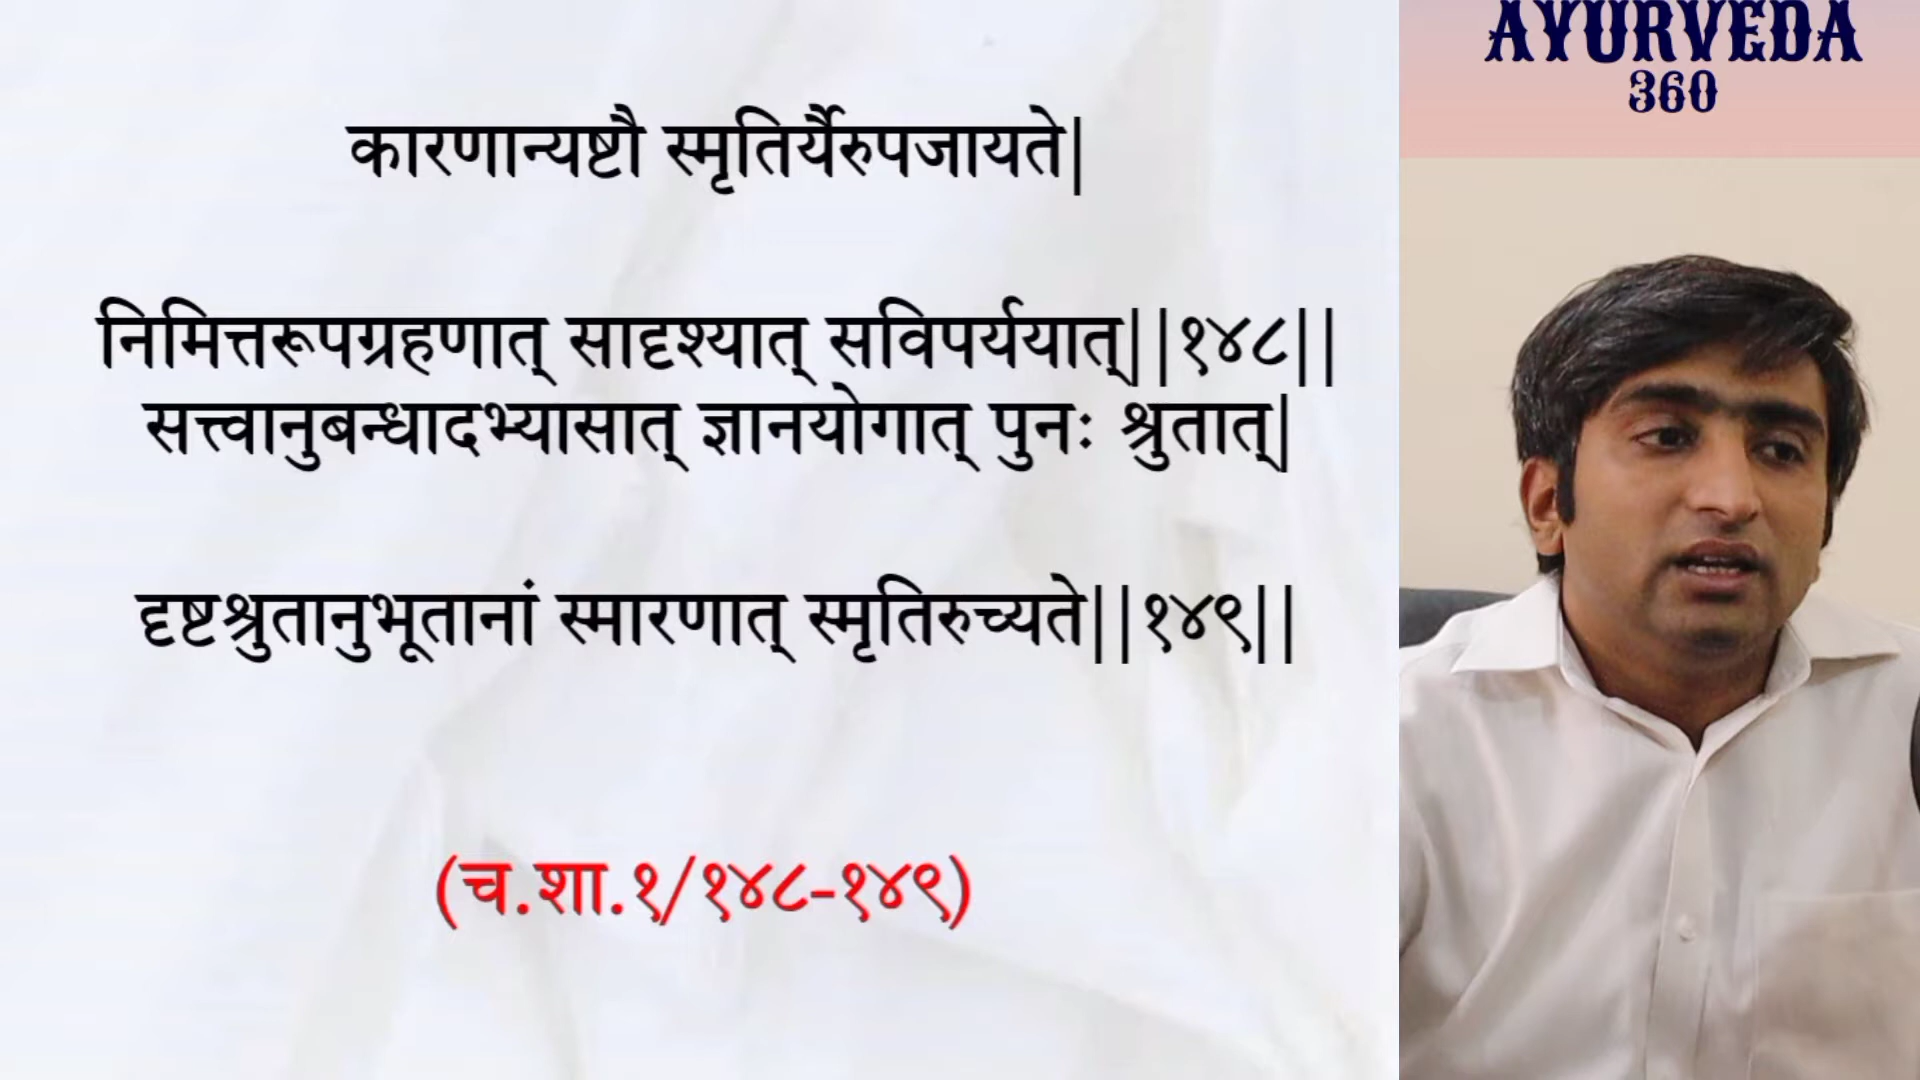 कारणान्यष्टौ स्मृतिर्यैरुपजायते|
निमित्तरूपग्रहणात् सादृश्यात् सविपर्ययात्||१४८||
सत्त्वानुबन्धादभ्यासात् ज्ञानयोगात् पुनः श्रुतात्|
दृष्टश्रुतानुभूतानां स्मारणात् स्मृतिरुच्यते||१४९||
(च.शा.१/१४८-१४९)
AYURVEDA
360